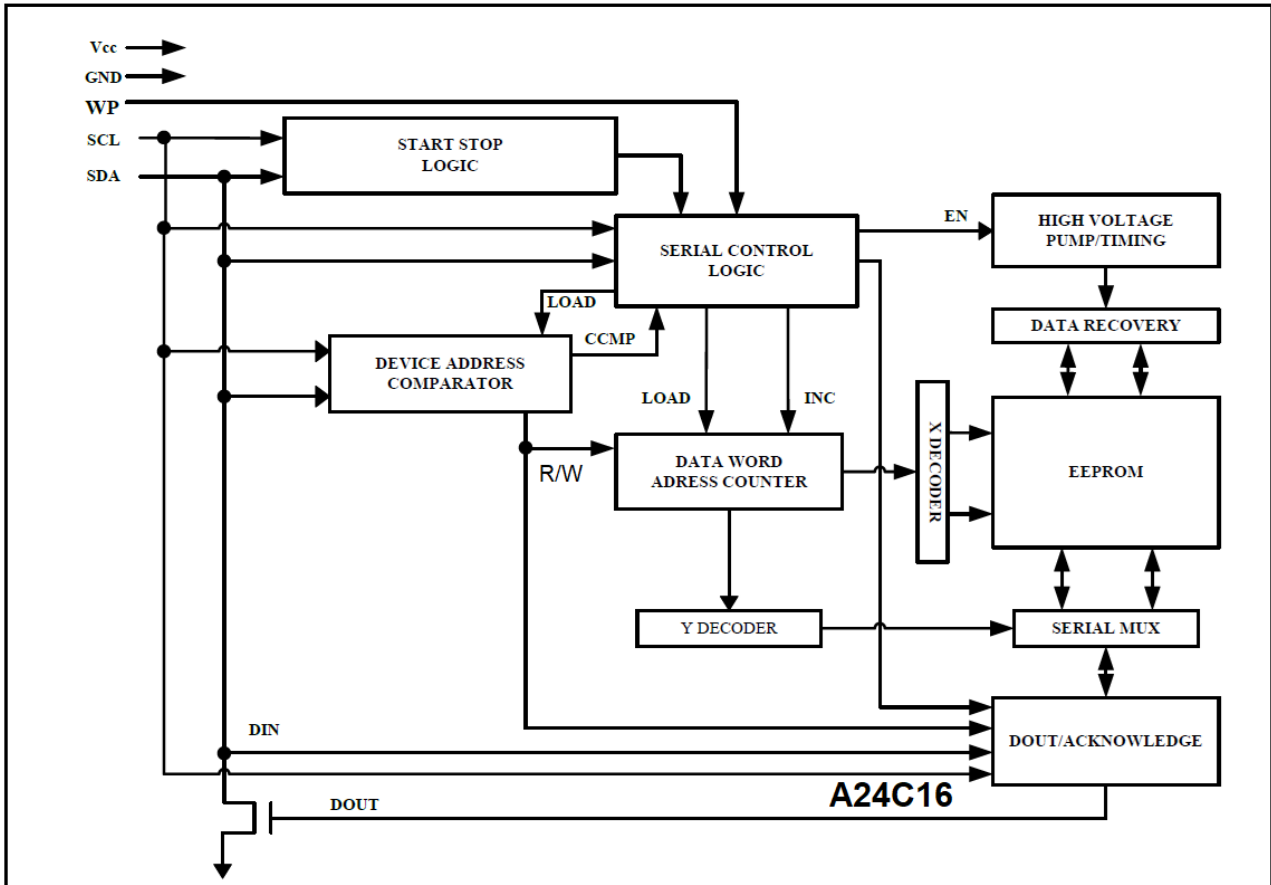 Vcc
GND
WP
SCL
SDA
START STOP
LOGIC
SERIAL CONTROL
LOGIC
EN
HIGH VOLTAGE
PUMP/TIMING
LOAD
CCMP
DATA RECOVERY
DEVICE ADDRESS
COMPARATOR
LOAD
INC
X DECODER
R/W
DATA WORD
ADRESS COUNTER
EEPROM
Y DECODER
SERIAL MUX
DIN
DOUT/ACKNOWLEDGE
A24C16
DOUT